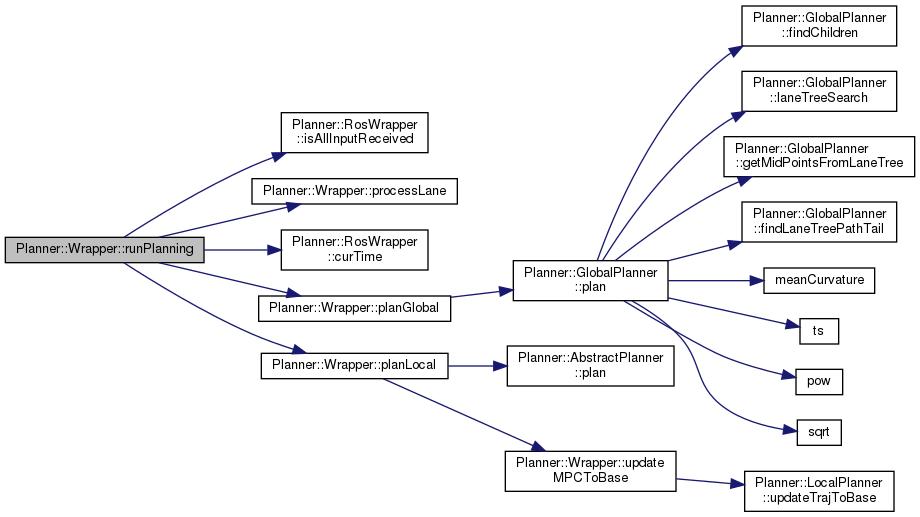 Planner::Wrapper::runPlanning
Planner::RosWrapper
::isAllInputReceived
Planner::Wrapper::processLane
Planner::RosWrapper
::curTime
Planner::Wrapper::planGlobal
Planner::Wrapper::planLocal
Planner::GlobalPlanner
::plan
Planner::AbstractPlanner
::plan
Planner::Wrapper::update
MPCToBase
Planner::GlobalPlanner
::findChildren
Planner::GlobalPlanner
::laneTreeSearch
Planner::GlobalPlanner
::getMidPointsFromLaneTree
Planner::GlobalPlanner
::findLaneTreePathTail
meanCurvature
ts
pow
sqrt
Planner::LocalPlanner
::updateTrajToBase